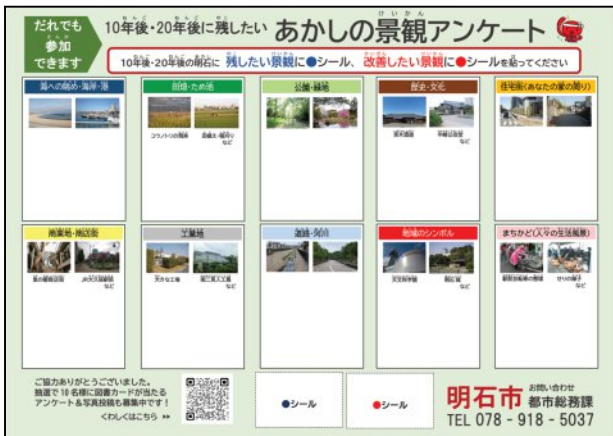 だれでも
参加
できます
10年後・20年後に残したい あかしの景観アンケート
10年後・20年後の明石に 残したい景観に●シール、改善したい景観に●シールを貼ってください
海への眺め・海岸・港
田畑・ため池
公園・緑地
歴史・文化
住宅街(あなたの家の周り)
など
など
商業地・商店街
工業地
道路・河川
地域のシンボル
まちかど(人々の生活風景)
など
など
天文科学館
明石城
など
など
ご協力ありがとうございました。
抽選で10名様に図書カードが当たる
アンケート&写真投稿も募集中です!
くわしくはこちら
●シール
●シール
明石市 お問い合わせ
都市総務課
TEL 078 - 918 - 5037